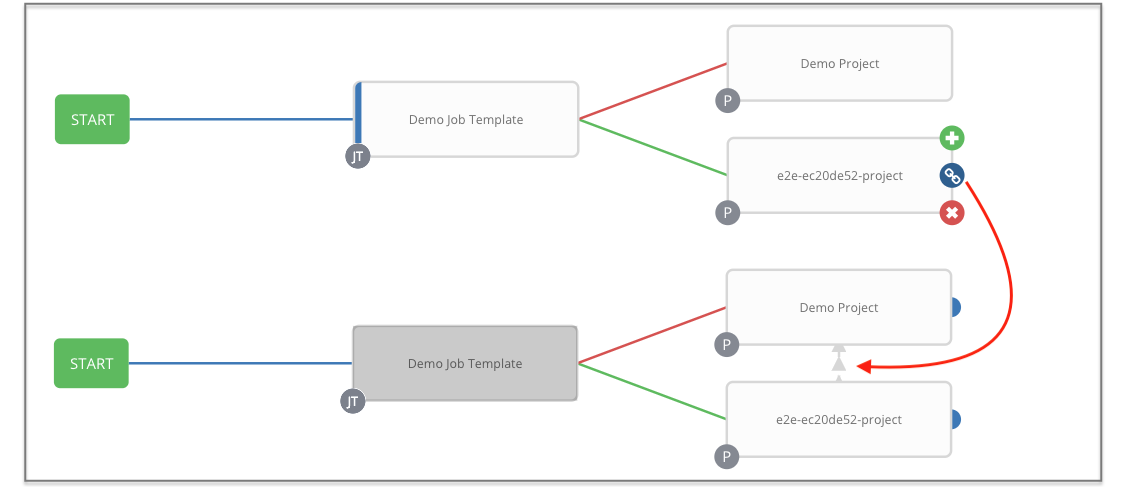 Demo Project
P
START
Demo Job Template
JT
e2e-ec20de52-project
P
Demo Project
P
START
Demo Job Template
JT
e2e-ec20de52-project
P